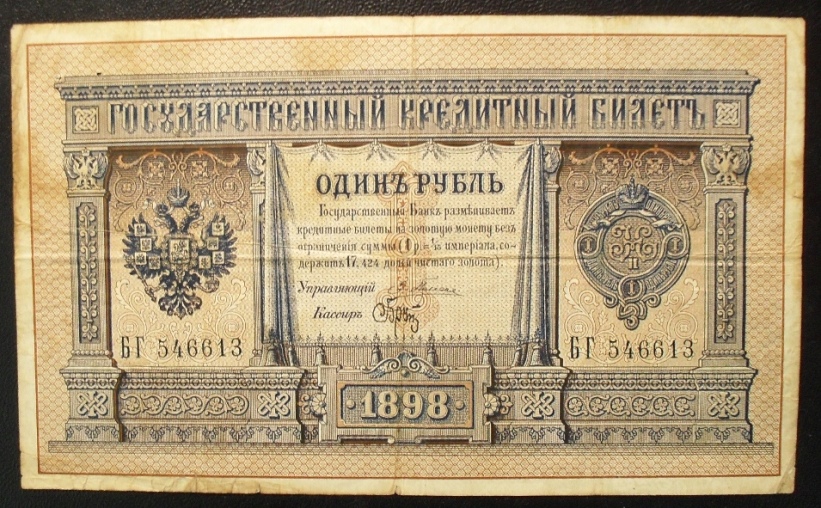 ГОСУДАРСТВЕННЫЙ КРЕДИТНЫЙ БИЛЕТЪ
ОДИНЪ РУБЛЬ
Государственный Банкъ размѣниваетъ
кредитные билеты на золотую монету безъ
ограниченія суммы (1 р.= 1/15 имперіала, со-
держитъ 17,424 долей чистаго золота).
Управляющій
Кассиръ
БГ 546613
БГ 546613
1898